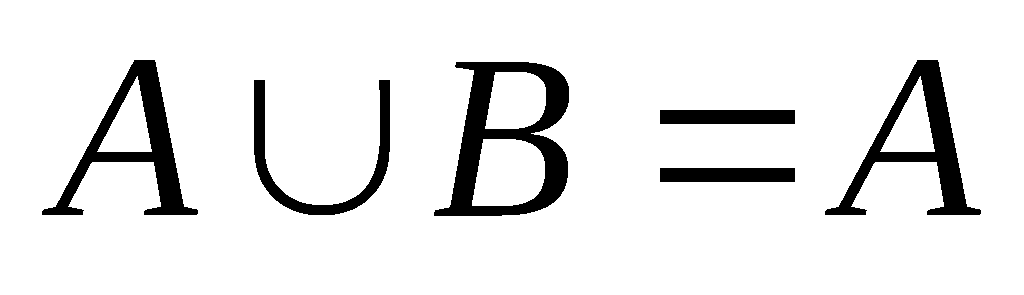 A ∪ B = A